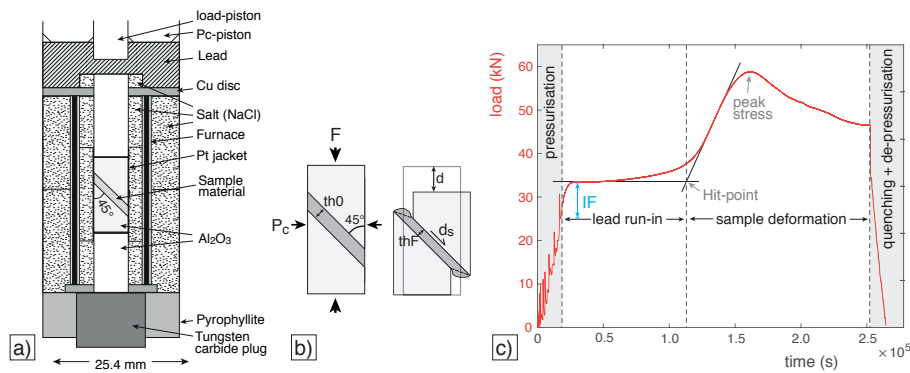 load-piston
Pc-piston
Lead
Cu disc
Salt (NaCl)
Furnace
Pt jacket
Sample
material
45°
Al₂O₃
Pyrophyllite
Tungsten
carbide plug
a)
25.4 mm
F
d
th0
45°
Pc
ds
thF
b)
load (kN)
60
50
40
30
20
10
0
pressurisation
peak
stress
IF
Hit-point
lead run-in
sample deformation
quenching + de-pressurisation
0
0.5
1.0
1.5
2.0
2.5
× 10⁵
time (s)
c)